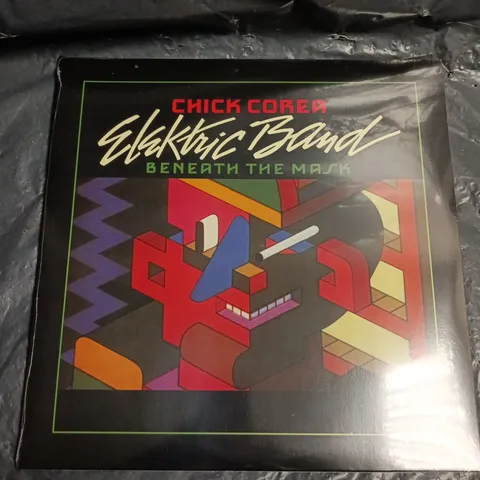 CHICK COREA
Elektric Band
BENEATH THE MASK